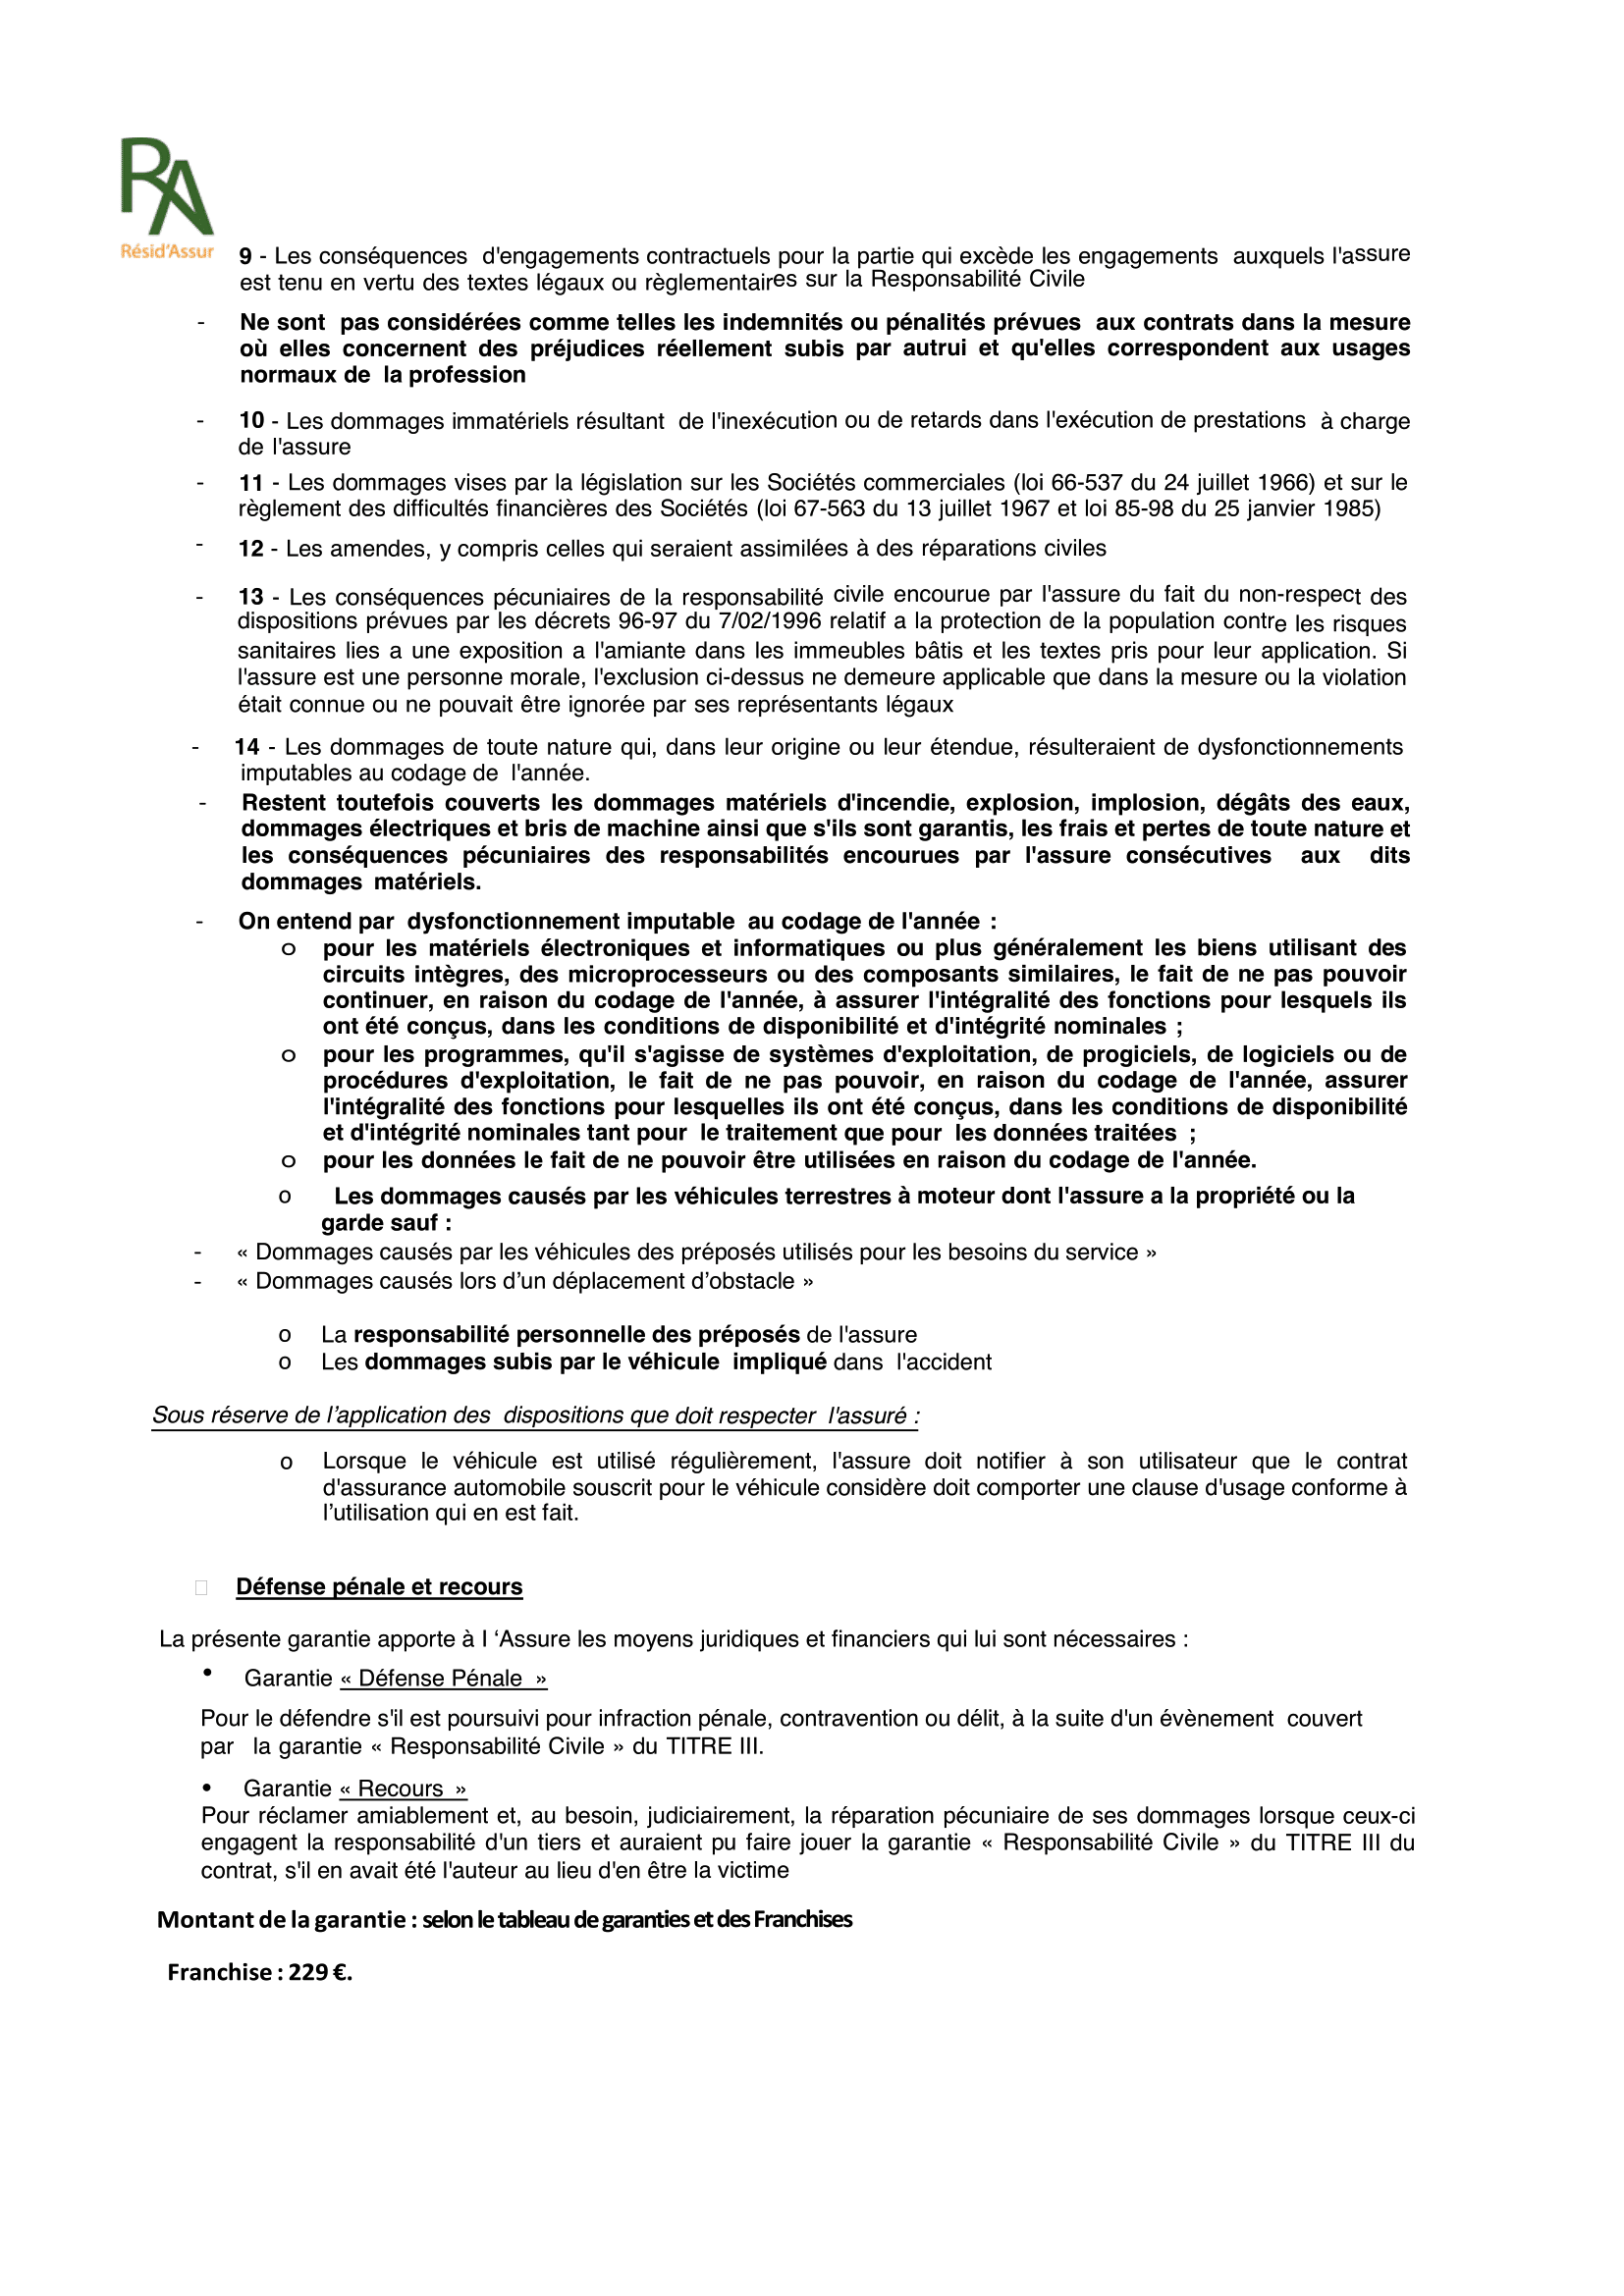 RA
Résid'Assur
9 - Les conséquences d'engagements contractuels pour la partie qui excède les engagements auxquels l'assure
est tenu en vertu des textes légaux ou règlementaires sur la Responsabilité Civile
- Ne sont pas considérées comme telles les indemnités ou pénalités prévues aux contrats dans la mesure
où elles concernent des préjudices réellement subis par autrui et qu'elles correspondent aux usages
normaux de la profession
- 10 - Les dommages immatériels résultant de l'inexécution ou de retards dans l'exécution de prestations à charge
de l'assure
- 11 - Les dommages vises par la législation sur les Sociétés commerciales (loi 66-537 du 24 juillet 1966) et sur le
règlement des difficultés financières des Sociétés (loi 67-563 du 13 juillet 1967 et loi 85-98 du 25 janvier 1985)
- 12 - Les amendes, y compris celles qui seraient assimilées à des réparations civiles
- 13 - Les conséquences pécuniaires de la responsabilité civile encourue par l'assure du fait du non-respect des
dispositions prévues par les décrets 96-97 du 7/02/1996 relatif a la protection de la population contre les risques
sanitaires lies a une exposition a l'amiante dans les immeubles bâtis et les textes pris pour leur application. Si
l'assure est une personne morale, l'exclusion ci-dessus ne demeure applicable que dans la mesure ou la violation
était connue ou ne pouvait être ignorée par ses représentants légaux
- 14 - Les dommages de toute nature qui, dans leur origine ou leur étendue, résulteraient de dysfonctionnements
imputables au codage de l'année.
- Restent toutefois couverts les dommages matériels d'incendie, explosion, implosion, dégâts des eaux,
dommages électriques et bris de machine ainsi que s'ils sont garantis, les frais et pertes de toute nature et
les conséquences pécuniaires des responsabilités encourues par l'assure consécutives aux dits
dommages matériels.
- On entend par dysfonctionnement imputable au codage de l'année :
o pour les matériels électroniques et informatiques ou plus généralement les biens utilisant des
circuits intègres, des microprocesseurs ou des composants similaires, le fait de ne pas pouvoir
continuer, en raison du codage de l'année, à assurer l'intégralité des fonctions pour lesquels ils
ont été conçus, dans les conditions de disponibilité et d'intégrité nominales ;
o pour les programmes, qu'il s'agisse de systèmes d'exploitation, de progiciels, de logiciels ou de
procédures d'exploitation, le fait de ne pas pouvoir, en raison du codage de l'année, assurer
l'intégralité des fonctions pour lesquelles ils ont été conçus, dans les conditions de disponibilité
et d'intégrité nominales tant pour le traitement que pour les données traitées ;
o pour les données le fait de ne pouvoir être utilisées en raison du codage de l'année.
o Les dommages causés par les véhicules terrestres à moteur dont l'assure a la propriété ou la
garde sauf :
- « Dommages causés par les véhicules des préposés utilisés pour les besoins du service »
- « Dommages causés lors d’un déplacement d’obstacle »
o La responsabilité personnelle des préposés de l'assure
o Les dommages subis par le véhicule impliqué dans l'accident
Sous réserve de l’application des dispositions que doit respecter l'assuré :
o Lorsque le véhicule est utilisé régulièrement, l'assure doit notifier à son utilisateur que le contrat
d'assurance automobile souscrit pour le véhicule considère doit comporter une clause d'usage conforme à
l’utilisation qui en est fait.
Défense pénale et recours
La présente garantie apporte à I ‘Assure les moyens juridiques et financiers qui lui sont nécessaires :
• Garantie « Défense Pénale »
Pour le défendre s'il est poursuivi pour infraction pénale, contravention ou délit, à la suite d'un évènement couvert
par la garantie « Responsabilité Civile » du TITRE III.
• Garantie « Recours »
Pour réclamer amiablement et, au besoin, judiciairement, la réparation pécuniaire de ses dommages lorsque ceux-ci
engagent la responsabilité d'un tiers et auraient pu faire jouer la garantie « Responsabilité Civile » du TITRE III du
contrat, s'il en avait été l'auteur au lieu d'en être la victime
Montant de la garantie : selon le tableau de garanties et des Franchises
Franchise : 229 €.